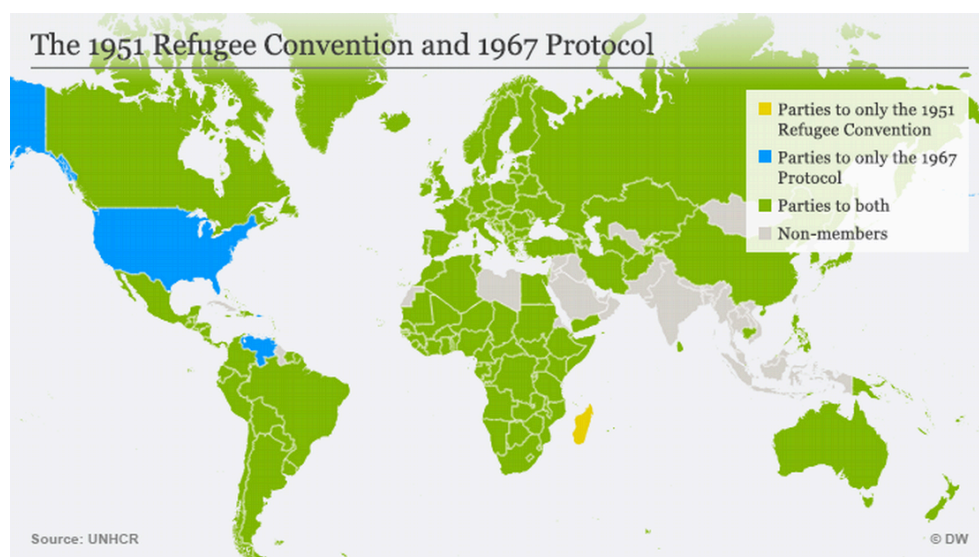 The 1951 Refugee Convention and 1967 Protocol
Parties to only the 1951
Refugee Convention
Parties to only the 1967
Protocol
Parties to both
Non-members
Source: UNHCR
© DW